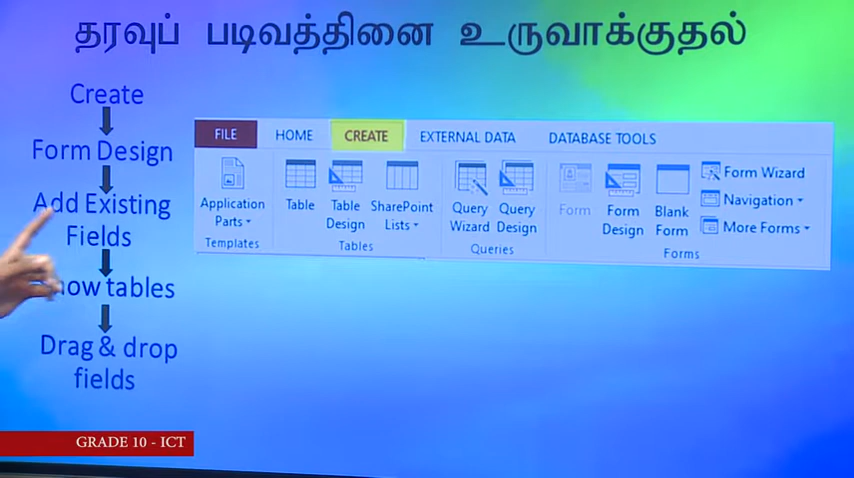 தரவுப் படிவத்தினை உருவாக்குதல்
Create
Form Design
Add Existing
Fields
tables
Drag & drop
fields
FILE HOME CREATE EXTERNAL DATA DATABASE TOOLS
Application
Parts
Templates
Table
Table
Design
SharePoint
Lists
Tables
Query
Wizard
Query
Design
Queries
Form
Form
Design
Blank
Form
Form Wizard
Navigation
More Forms
Forms
GRADE 10 - ICT